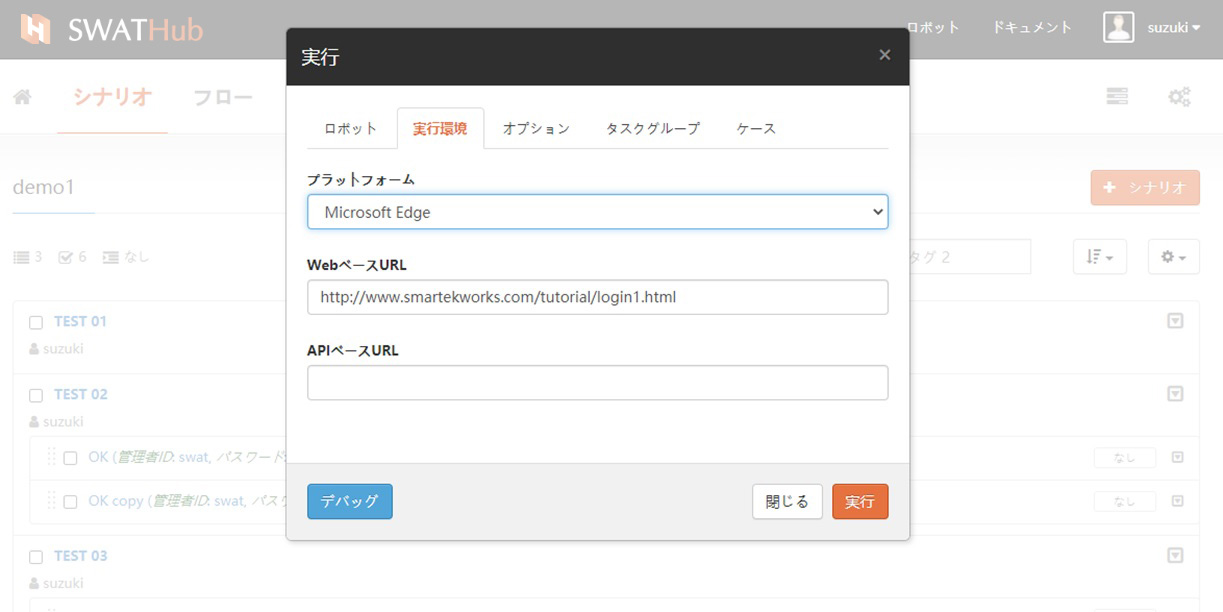 SWATHub
ロボット
ドキュメント
suzuki
シナリオ
フロー
demo1
シナリオ
3
6
なし
タグ 2
TEST 01
suzuki
TEST 02
suzuki
OK (管理者ID: swat, パスワード:
なし
OK copy (管理者ID: swat, パス
なし
TEST 03
suzuki
実行
×
ロボット
実行環境
オプション
タスクグループ
ケース
プラットフォーム
Microsoft Edge
WebベースURL
http://www.smartekworks.com/tutorial/login1.html
APIベースURL
デバッグ
閉じる
実行